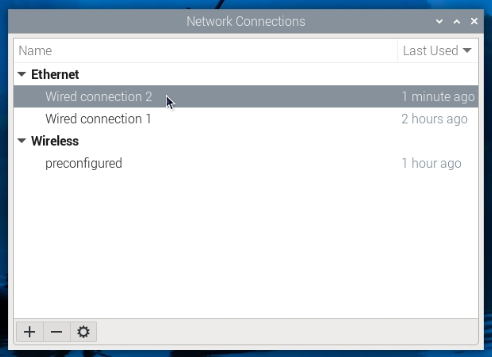 Network Connections
Name Last Used
Ethernet
Wired connection 2 1 minute ago
Wired connection 1 2 hours ago
Wireless
preconfigured 1 hour ago